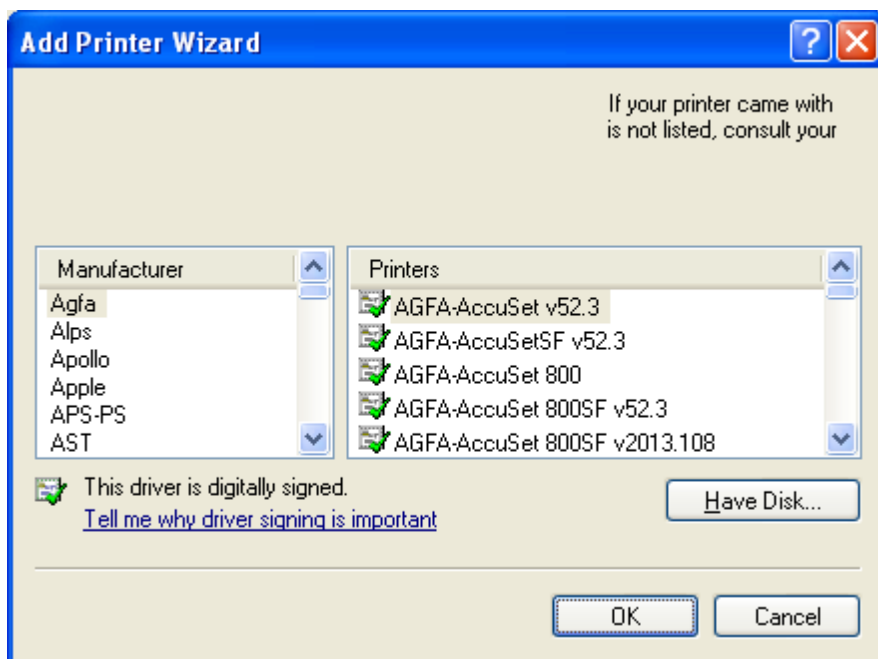 Add Printer Wizard
If your printer came with
is not listed, consult your
Manufacturer
Agfa
Alps
Apollo
Apple
APS-PS
AST
Printers
AGFA-AccuSet v52.3
AGFA-AccuSetSF v52.3
AGFA-AccuSet 800
AGFA-AccuSet 800SF v52.3
AGFA-AccuSet 800SF v2013.108
This driver is digitally signed.
Tell me why driver signing is important
Have Disk...
OK
Cancel